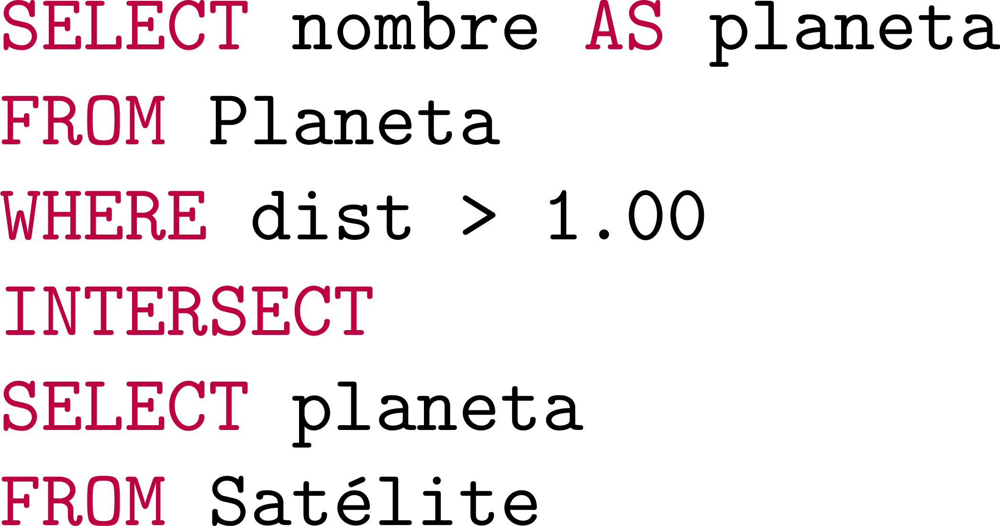 SELECT nombre AS planeta
FROM Planeta
WHERE dist > 1.00
INTERSECT
SELECT planeta
FROM Satélite